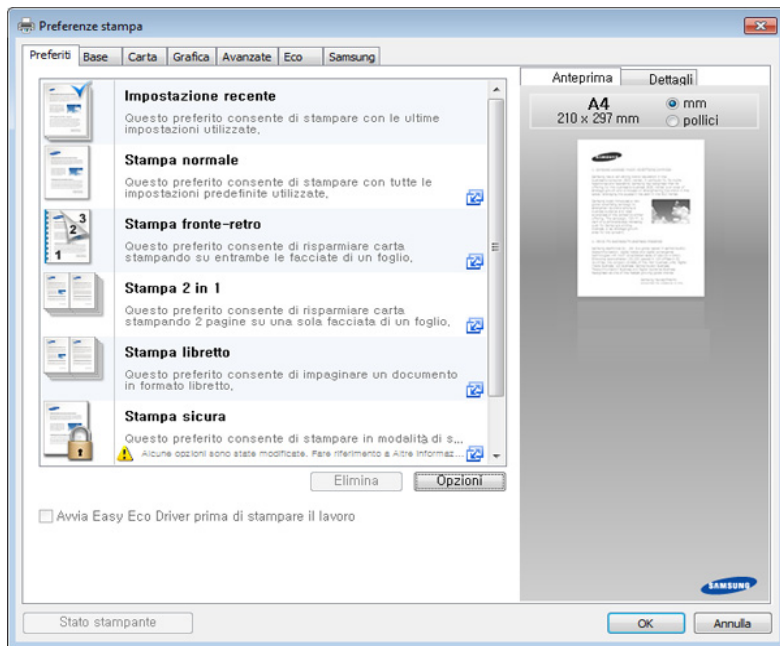 Preferenze stampa
Preferiti Base Carta Grafica Avanzate Eco Samsung
Impostazione recente
Questo preferito consente di stampare con le ultime
impostazioni utilizzate.
Stampa normale
Questo preferito consente di stampare con tutte le
impostazioni predefinite utilizzate.
Stampa fronte-retro
Questo preferito consente di risparmiare carta
stampando su entrambe le facciate di un foglio.
Stampa 2 in 1
Questo preferito consente di risparmiare carta
stampando 2 pagine su una sola facciata di un foglio.
Stampa libretto
Questo preferito consente di impaginare un documento
in formato libretto.
Stampa sicura
Questo preferito consente di stampare in modalità di s...
Alcune opzioni sono state modificate. Fare riferimento a Altre informaz...
1 2 3
Elimina Opzioni
Avvia Easy Eco Driver prima di stampare il lavoro
Anteprima Dettagli
A4
210 x 297 mm
mm
pollici
SAMSUNG
SAMSUNG
Stato stampante
OK Annulla